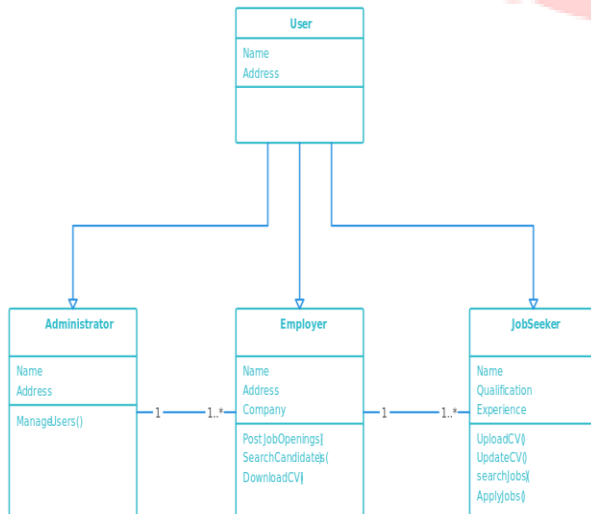 User
Name
Address
Administrator
Name
Address
ManageUsers()
1
1..*
Employer
Name
Address
Company
PostJobOpenings()
SearchCandidates()
DownloadCV()
1
1..*
JobSeeker
Name
Qualification
Experience
UploadCV()
UpdateCV()
searchJobs()
ApplyJobs()